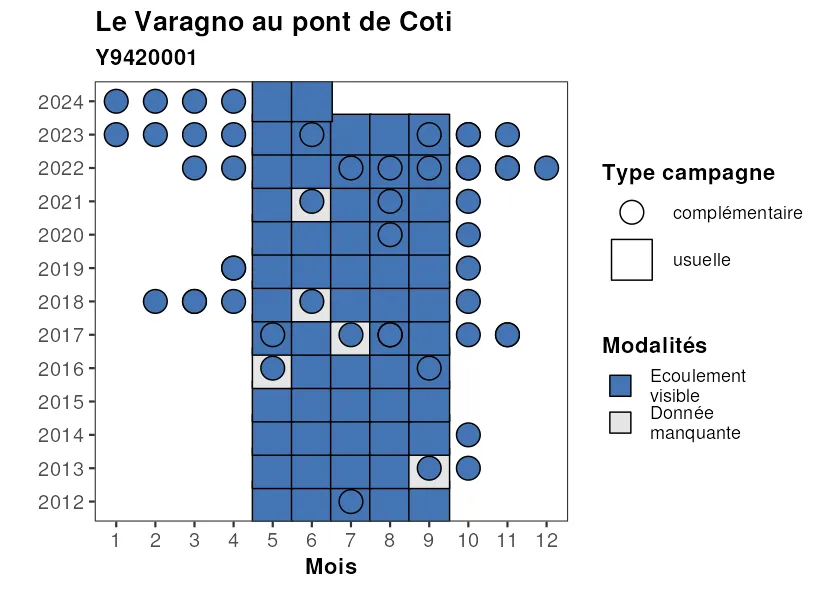 Le Varagno au pont de Coti
Y9420001
2024
2023
2022
2021
2020
2019
2018
2017
2016
2015
2014
2013
2012
1 2 3 4 5 6 7 8 9 10 11 12
Mois
Type campagne
complémentaire
usuelle
Modalités
Ecoulement
visible
Donnée
manquante